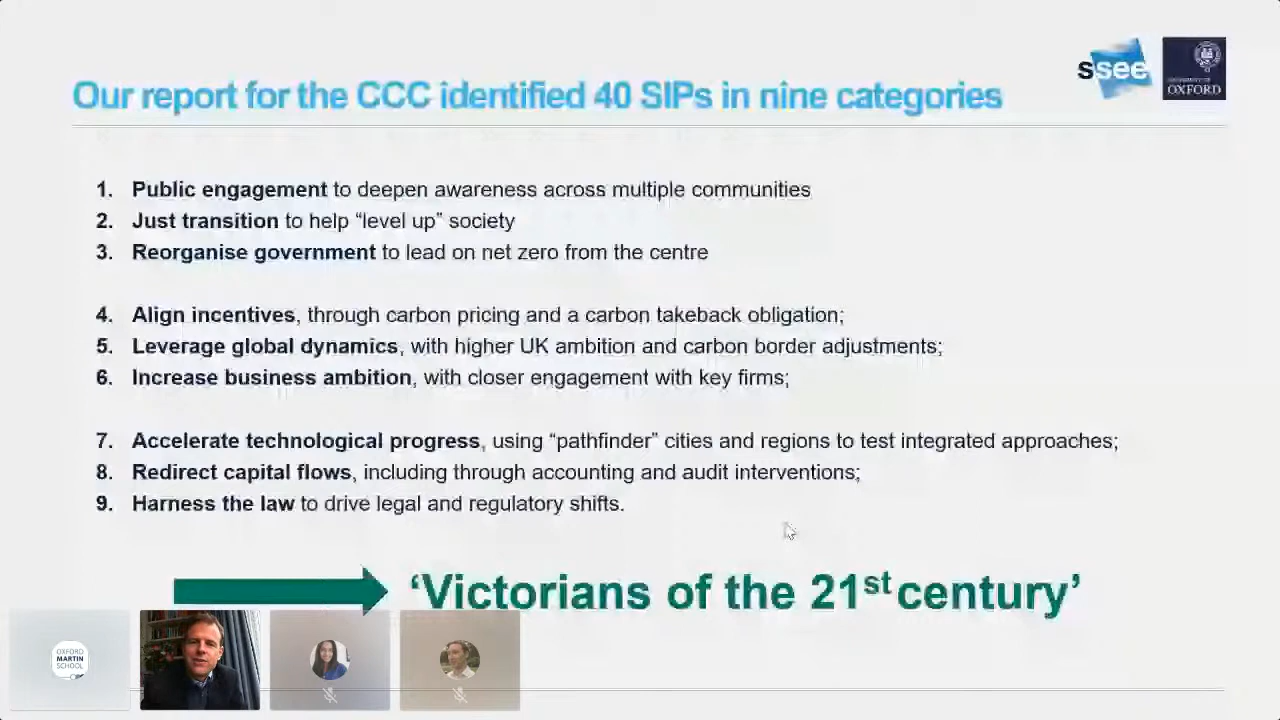 Our report for the CCC identified 40 SIPs in nine categories
ssee
UNIVERSITY OF
OXFORD
1. Public engagement to deepen awareness across multiple communities
2. Just transition to help “level up” society
3. Reorganise government to lead on net zero from the centre
4. Align incentives, through carbon pricing and a carbon takeback obligation;
5. Leverage global dynamics, with higher UK ambition and carbon border adjustments;
6. Increase business ambition, with closer engagement with key firms;
7. Accelerate technological progress, using “pathfinder” cities and regions to test integrated approaches;
8. Redirect capital flows, including through accounting and audit interventions;
9. Harness the law to drive legal and regulatory shifts.
‘Victorians of the 21st century’
OXFORD
MARTIN
SCHOOL